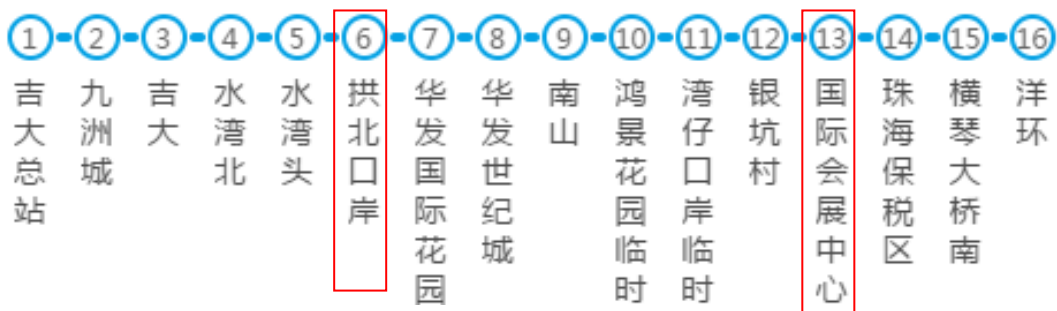 1 2 3 4 5 6 7 8 9 10 11 12 13 14 15 16
吉大总站
九洲城
吉大
水湾北
水湾头
拱北口岸
华发国际花园
华发世纪城
南山
鸿景花园临时
湾仔口岸临时
银坑村
国际会展中心
珠海保税区
横琴大桥南
洋环